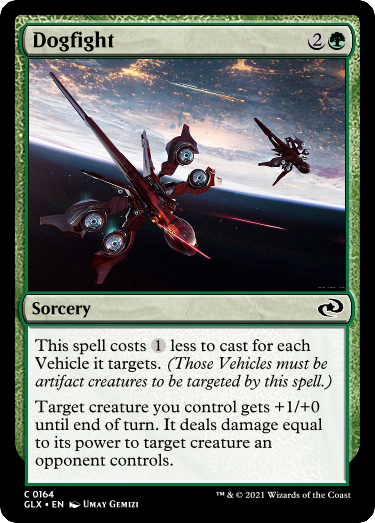 Dogfight 2
Sorcery
This spell costs 1 less to cast for each
Vehicle it targets. (Those Vehicles must be
artifact creatures to be targeted by this spell.)
Target creature you control gets +1/+0
until end of turn. It deals damage equal
to its power to target creature an
opponent controls.
C 0164
GLX • EN Umay Gemizi
™ & © 2021 Wizards of the Coast